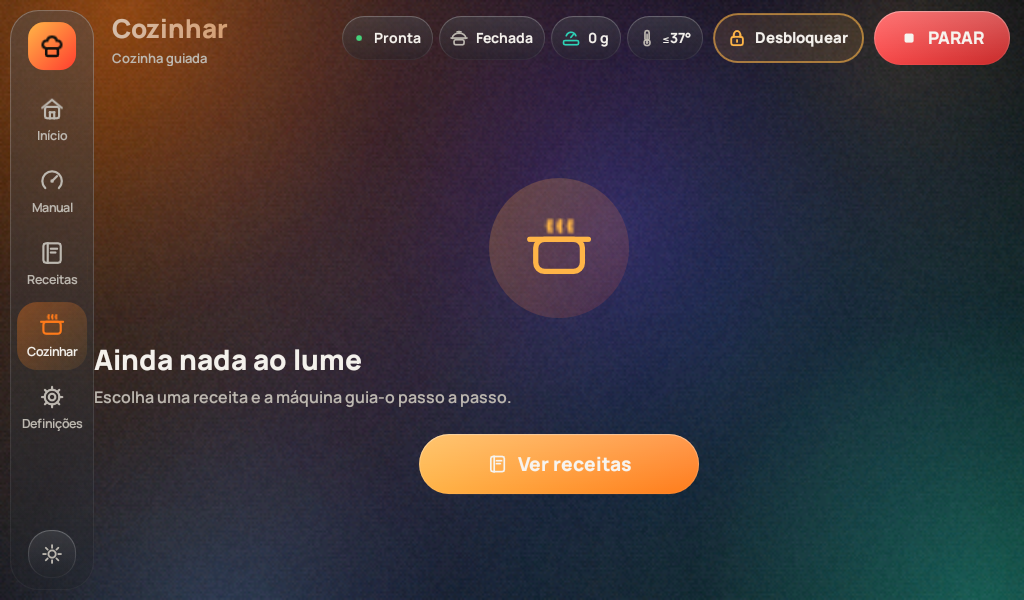 Cozinhar
Cozinha guiada
Pronta
Fechada
0 g
≤37°
Desbloquear
PARAR
Início
Manual
Receitas
Cozinhar
Definições
Ainda nada ao lume
Escolha uma receita e a máquina guia-o passo a passo.
Ver receitas